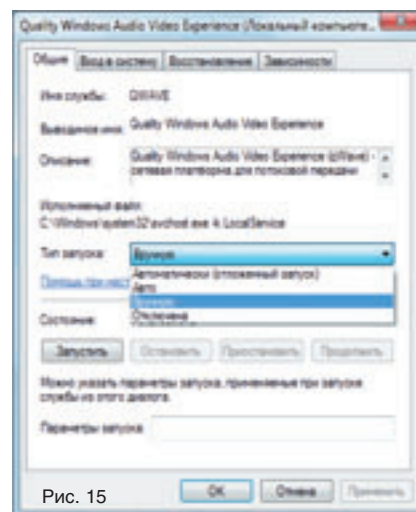 Quality Windows Audio Video Experience (Локальный компьюте...
Общие Вход в систему Восстановление Зависимости
Имя службы: QWAVE
Выводимое имя: Quality Windows Audio Video Experience
Описание: Quality Windows Audio Video Experience (qWave) -
сетевая платформа для потоковой передачи
Исполняемый файл:
C:\Windows\system32\svchost.exe -k LocalService
Тип запуска: Вручную
Автоматически (отложенный запуск)
Помощь при наст
Авто
Вручную
Отключена
Состояние:
Запустить Остановить Приостановить Продолжить
Можно указать параметры запуска, применяемые при запуске
службы из этого диалога.
Параметры запуска:
OK Отмена Применить
Рис. 15